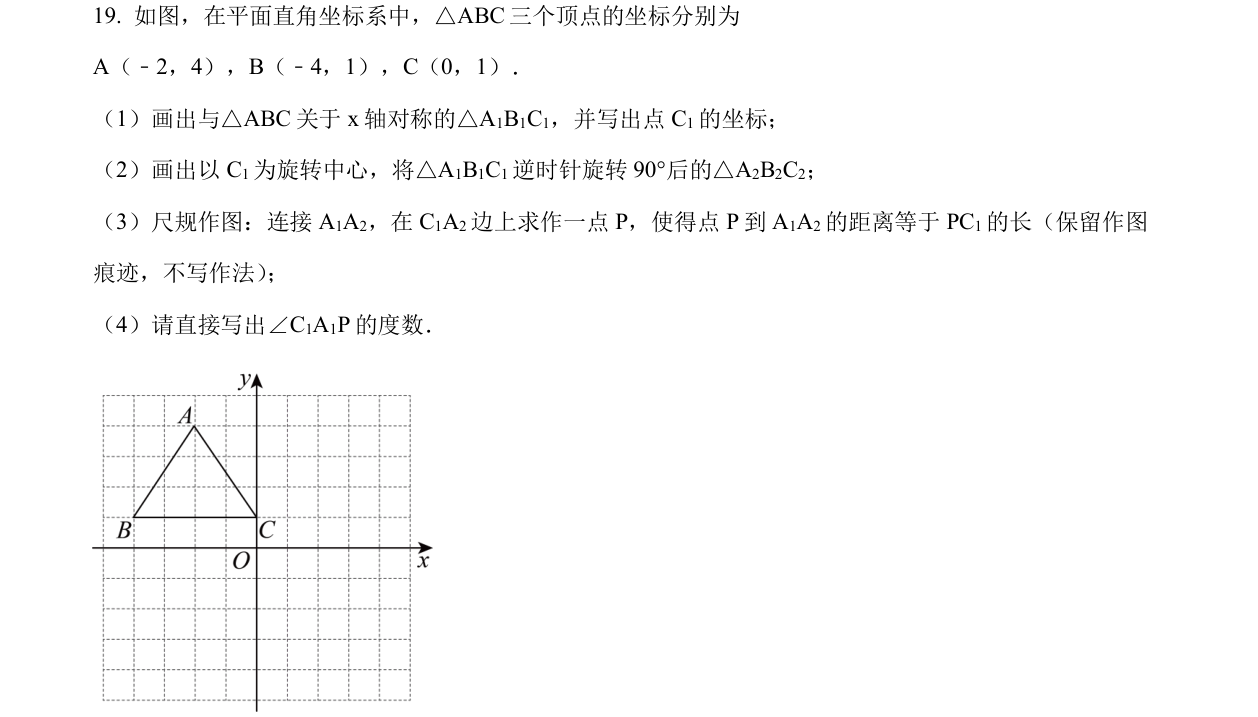 19. 如图，在平面直角坐标系中，△ABC 三个顶点的坐标分别为
A（﹣2，4），B（﹣4，1），C（0，1）．
（1）画出与△ABC 关于 x 轴对称的△A₁B₁C₁，并写出点 C₁ 的坐标；
（2）画出以 C₁ 为旋转中心，将△A₁B₁C₁ 逆时针旋转 90°后的△A₂B₂C₂；
（3）尺规作图：连接 A₁A₂，在 C₁A₂ 边上求作一点 P，使得点 P 到 A₁A₂ 的距离等于 PC₁ 的长（保留作图
痕迹，不写作法）；
（4）请直接写出∠C₁A₁P 的度数．
y
A
B
C
O
x